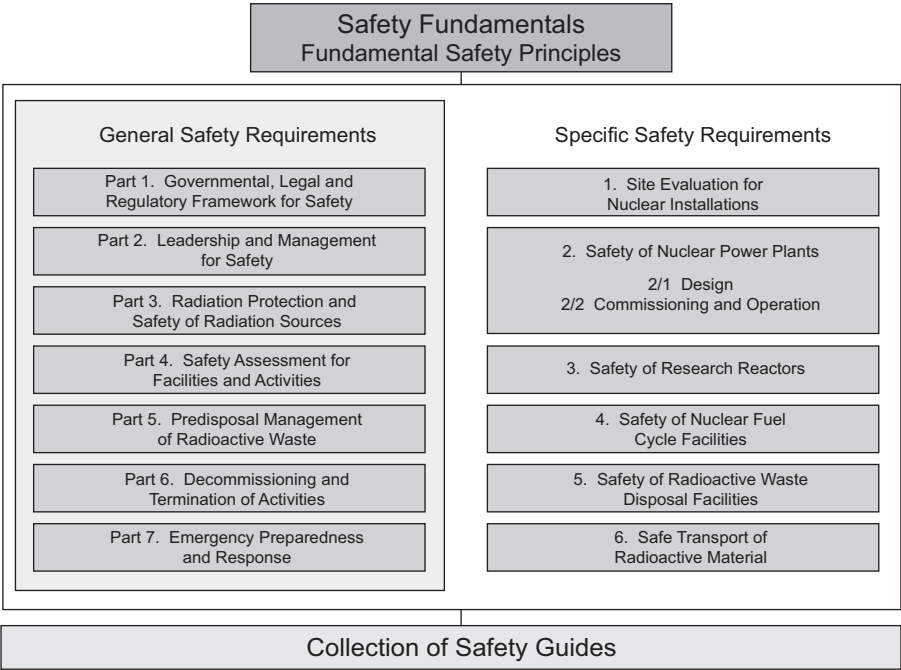 Safety Fundamentals
Fundamental Safety Principles
General Safety Requirements
Part 1. Governmental, Legal and
Regulatory Framework for Safety
Part 2. Leadership and Management
for Safety
Part 3. Radiation Protection and
Safety of Radiation Sources
Part 4. Safety Assessment for
Facilities and Activities
Part 5. Predisposal Management
of Radioactive Waste
Part 6. Decommissioning and
Termination of Activities
Part 7. Emergency Preparedness
and Response
Specific Safety Requirements
1. Site Evaluation for
Nuclear Installations
2. Safety of Nuclear Power Plants
2/1 Design
2/2 Commissioning and Operation
3. Safety of Research Reactors
4. Safety of Nuclear Fuel
Cycle Facilities
5. Safety of Radioactive Waste
Disposal Facilities
6. Safe Transport of
Radioactive Material
Collection of Safety Guides